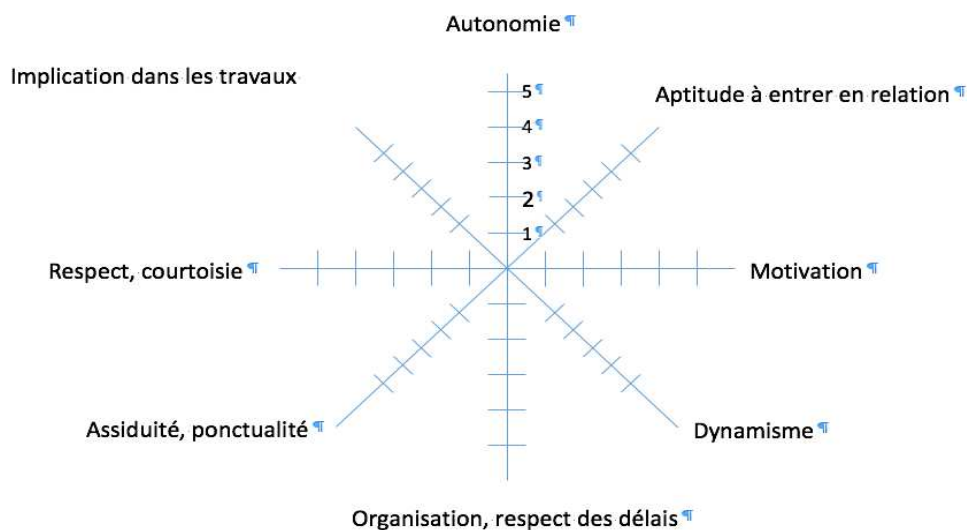 Autonomie ¶
Implication dans les travaux
Aptitude à entrer en relation ¶
5 ¶
4 ¶
3 ¶
2 ¶
1 ¶
Respect, courtoisie ¶
Motivation ¶
Assiduité, ponctualité ¶
Dynamisme ¶
Organisation, respect des délais ¶